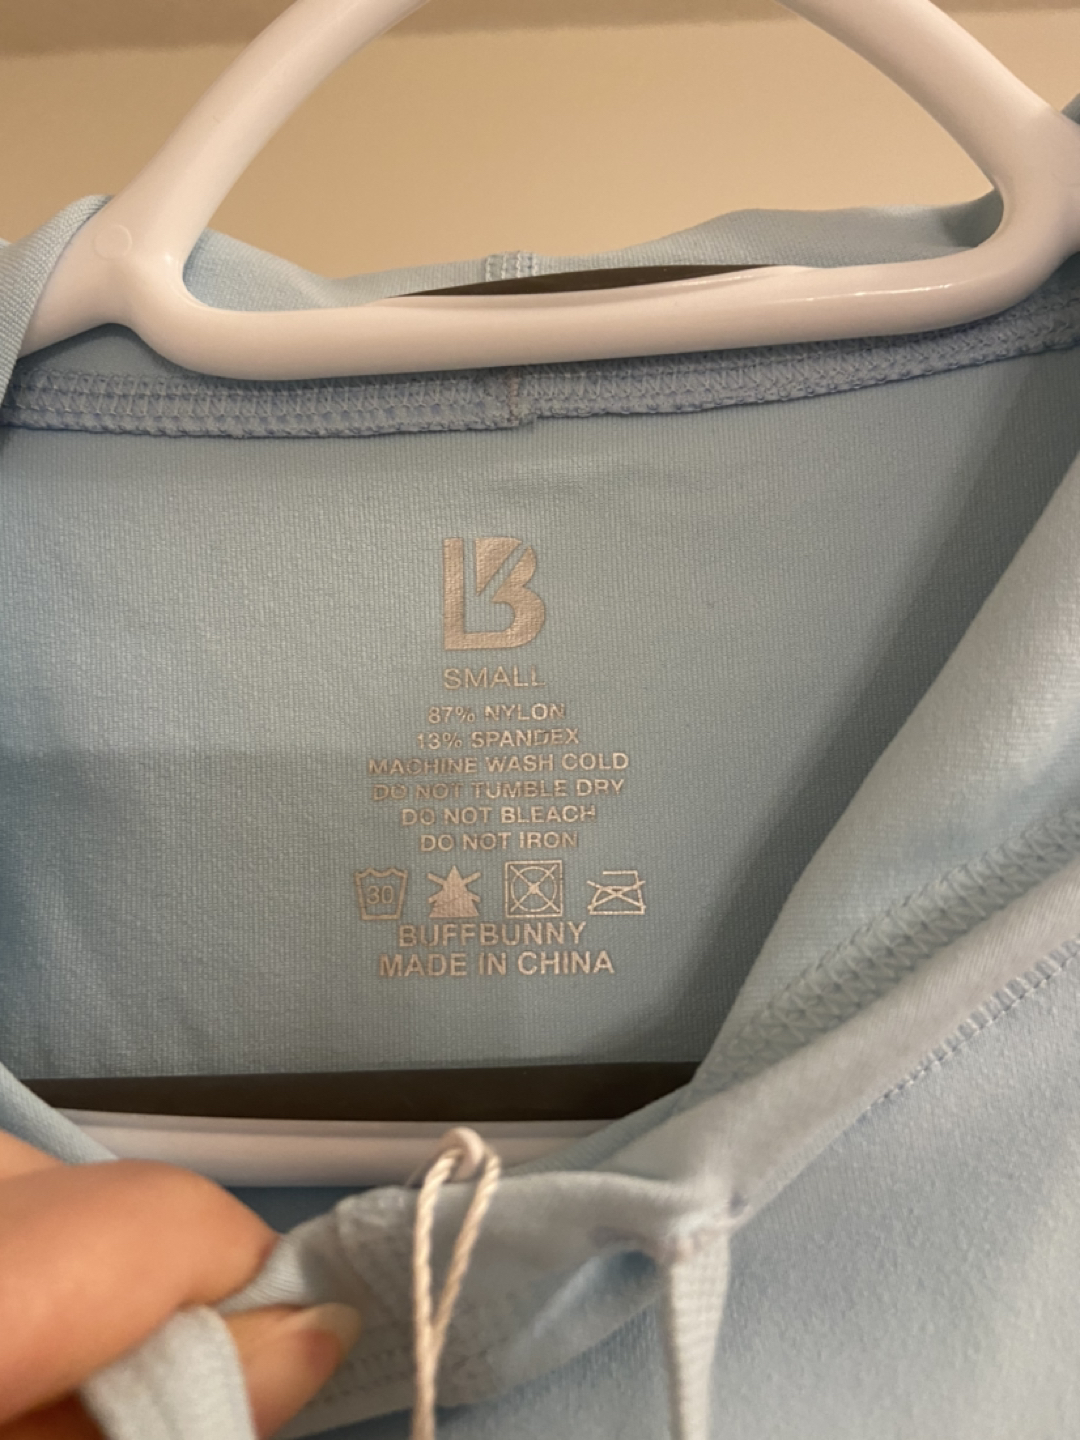 B
SMALL
87% NYLON
13% SPANDEX
MACHINE WASH COLD
DO NOT TUMBLE DRY
DO NOT BLEACH
DO NOT IRON
30
BUFFBUNNY
MADE IN CHINA